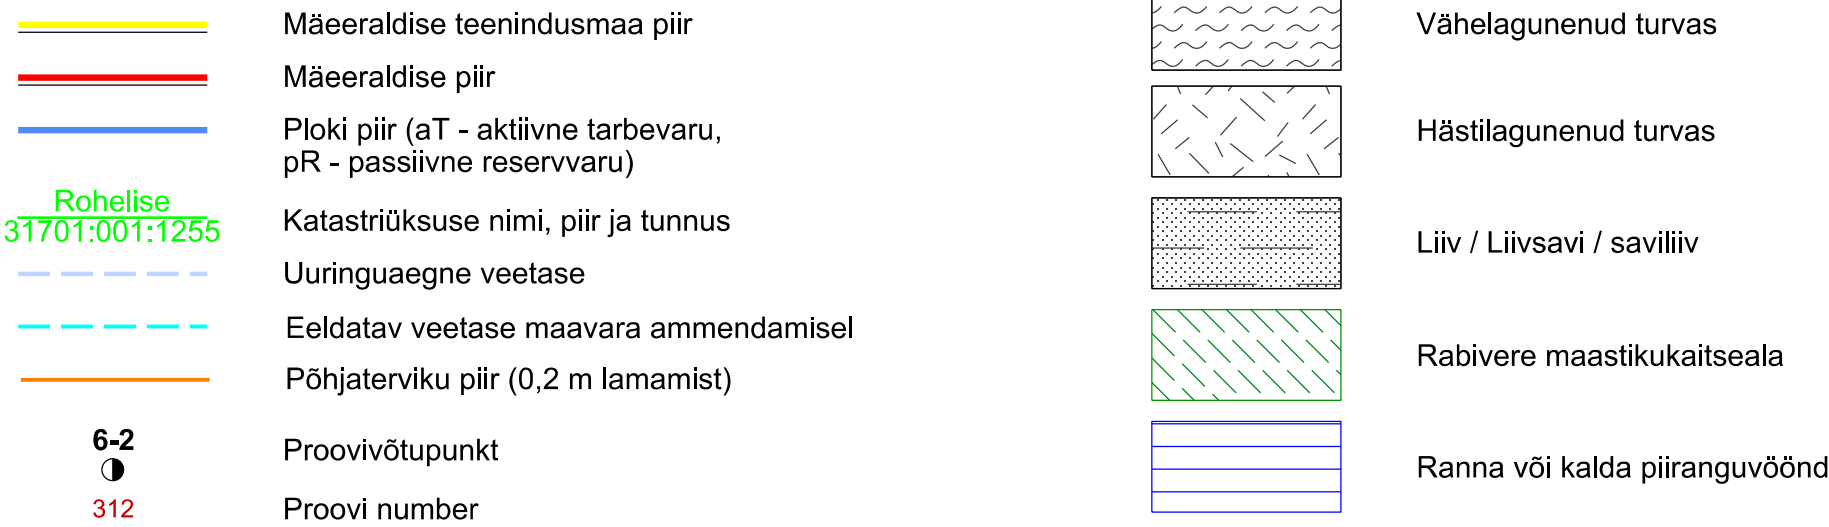 Mäeeraldise teenindusmaa piir
Mäeeraldise piir
Ploki piir (aT - aktiivne tarbevaru,
pR - passiivne reservvaru)
Rohelise
31701:001:1255
Katastriüksuse nimi, piir ja tunnus
Uuringuaegne veetase
Eeldatav veetase maavara ammendamisel
Põhjaterviku piir (0,2 m lamamist)
6-2
Proovivõtupunkt
312
Proovi number
Vähelagunenud turvas
Hästilagunenud turvas
Liiv / Liivsavi / saviliiv
Rabivere maastikukaitseala
Ranna või kalda piiranguvöönd